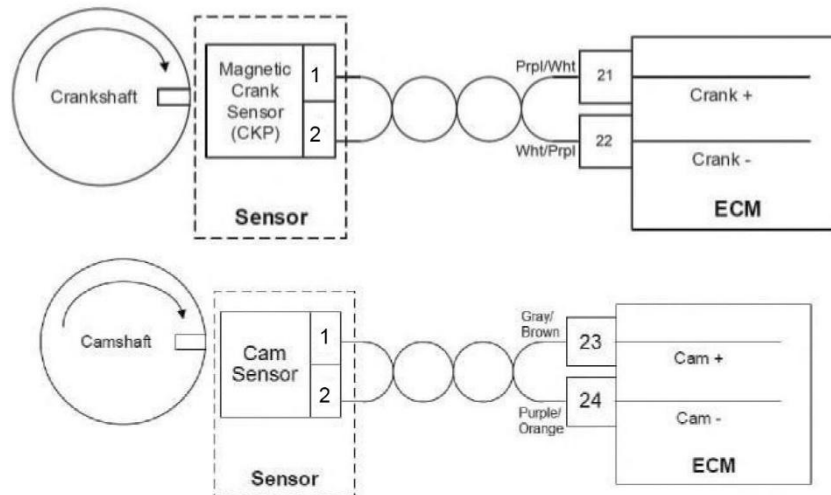 Crankshaft
Magnetic
Crank
Sensor
(CKP)
1
2
Sensor
Prpl/Wht
Wht/Prpl
21
22
Crank +
Crank -
ECM
Camshaft
Cam
Sensor
1
2
Sensor
Gray/
Brown
Purple/
Orange
23
24
Cam +
Cam -
ECM